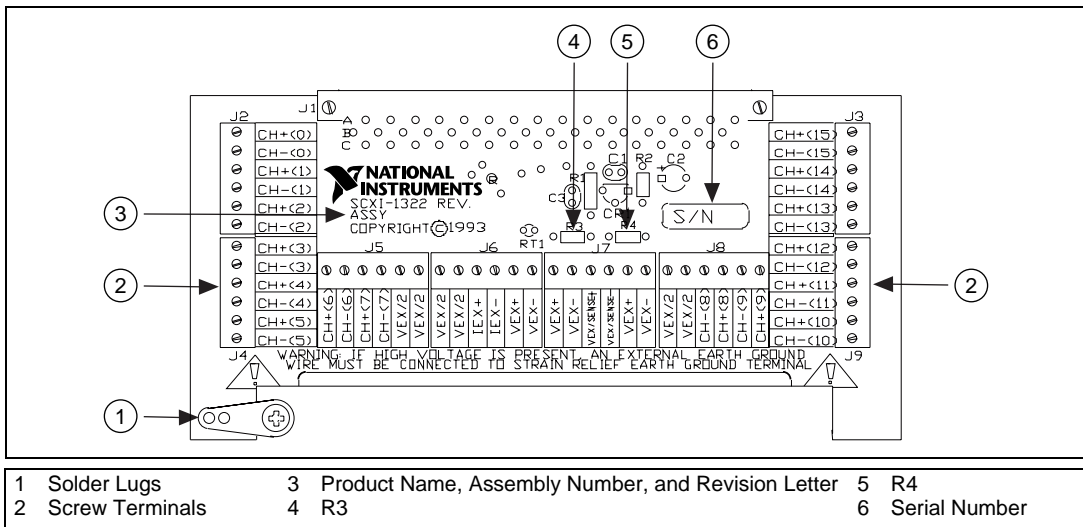 4 5 6
J1
J2 J3
A
B
C
CH+(0)
CH-(0)
CH+(1)
CH-(1)
CH+(2)
CH-(2)
CH+(3)
CH-(3)
CH+(4)
CH-(4)
CH+(5)
CH-(5)
J4
NATIONAL
INSTRUMENTS
SCXI-1322 REV.
ASSY
COPYRIGHT©1993
3
R
C3 R1 C1 R2 C2
+
CR1
S/N
RT1 R3 R4
J5 J6 J7 J8
CH+(6)
CH-(6)
CH+(7)
CH-(7)
VEX/2
VEX/2
VEX/2
VEX/2
IEX+
IEX-
VEX+
VEX-
VEX+
VEX-
VEX/SENSE+
VEX/SENSE-
VEX+
VEX-
VEX/2
VEX/2
CH-(8)
CH+(8)
CH-(9)
CH+(9)
CH+(15)
CH-(15)
CH+(14)
CH-(14)
CH+(13)
CH-(13)
CH+(12)
CH-(12)
CH+(11)
CH-(11)
CH+(10)
CH-(10)
J9
2 2
WARNING: IF HIGH VOLTAGE IS PRESENT, AN EXTERNAL EARTH GROUND
WIRE MUST BE CONNECTED TO STRAIN RELIEF EARTH GROUND TERMINAL
! !
1
1 Solder Lugs 3 Product Name, Assembly Number, and Revision Letter 5 R4
2 Screw Terminals 4 R3 6 Serial Number